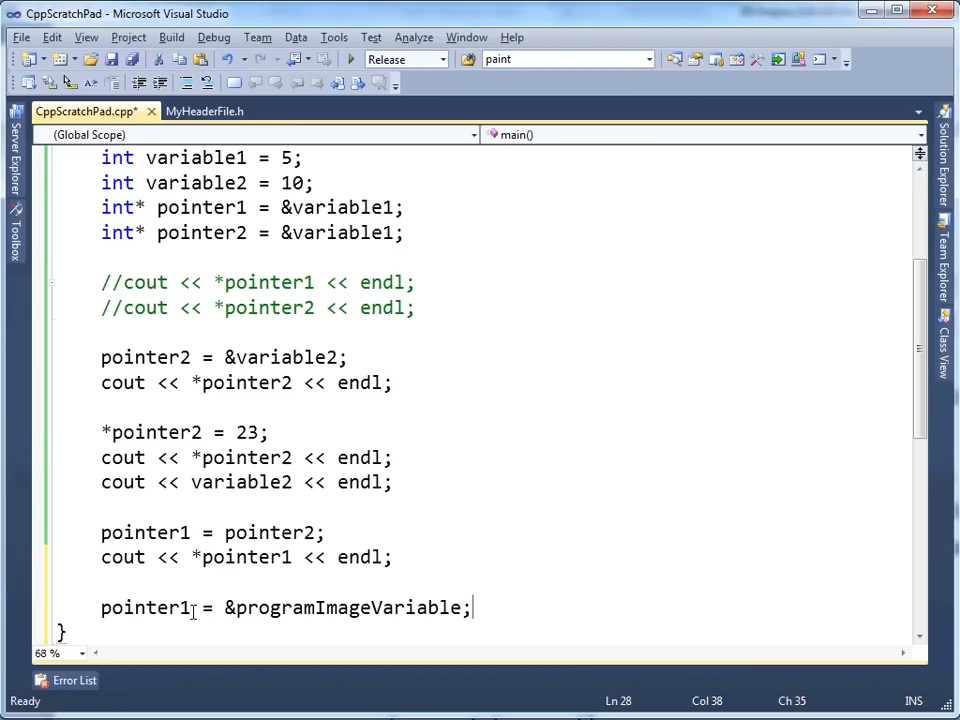 CppScratchPad - Microsoft Visual Studio
File Edit View Project Build Debug Team Data Tools Test Analyze Window Help
Release paint
CppScratchPad.cpp* MyHeaderFile.h
(Global Scope) main()
int variable1 = 5;
int variable2 = 10;
int* pointer1 = &variable1;
int* pointer2 = &variable1;
//cout << *pointer1 << endl;
//cout << *pointer2 << endl;
pointer2 = &variable2;
cout << *pointer2 << endl;
*pointer2 = 23;
cout << *pointer2 << endl;
cout << variable2 << endl;
pointer1 = pointer2;
cout << *pointer1 << endl;
pointer1 = &programImageVariable;
}
68 %
Error List
Ready Ln 28 Col 38 Ch 35 INS
Server Explorer
Toolbox
Solution Explorer
Team Explorer
Class View